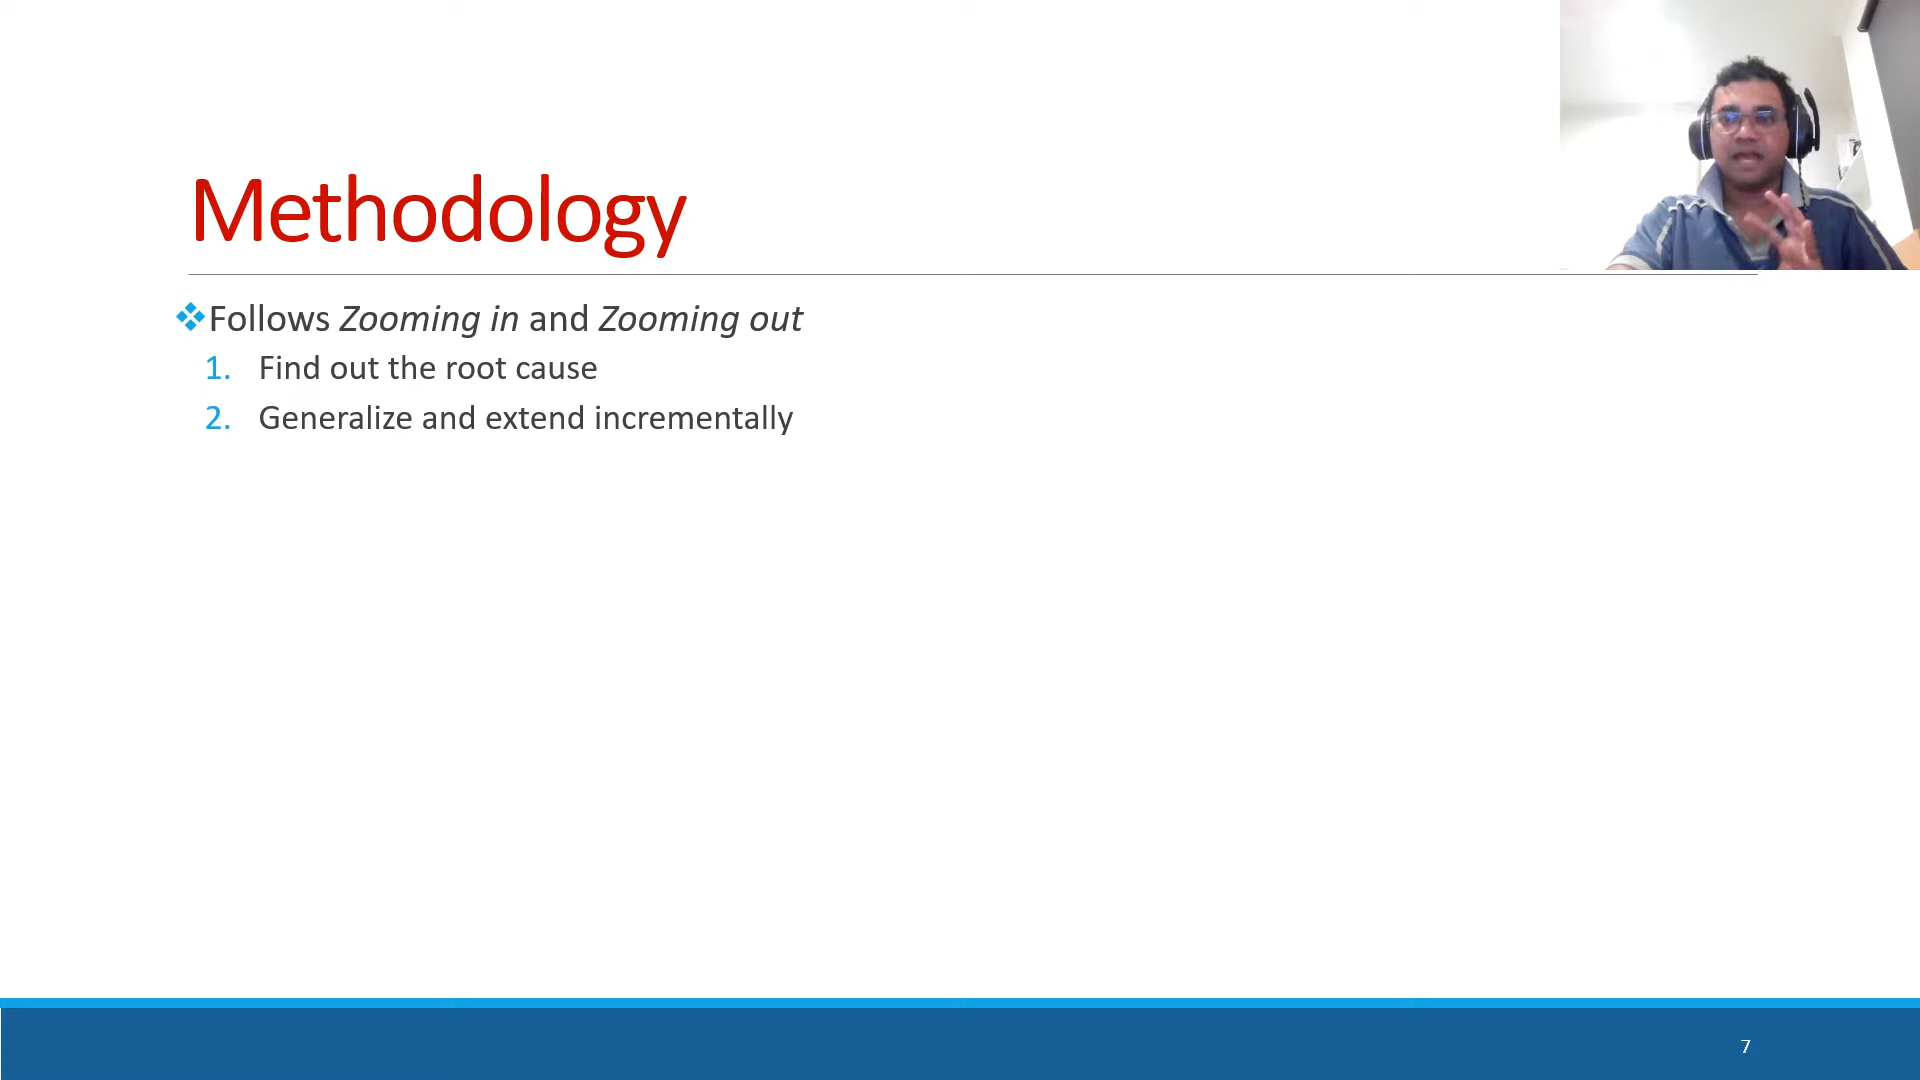 Methodology
Follows Zooming in and Zooming out
1. Find out the root cause
2. Generalize and extend incrementally
7